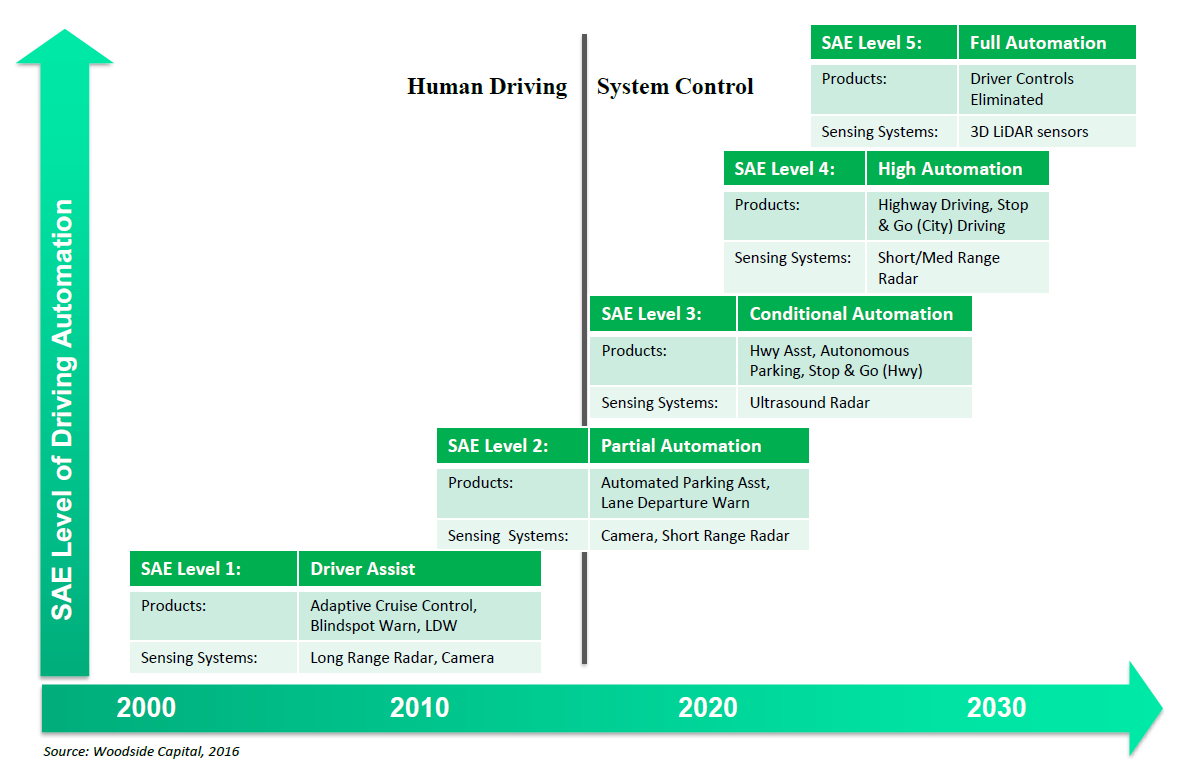 SAE Level of Driving Automation
Human Driving
System Control
SAE Level 5:
Full Automation
Products:
Driver Controls
Eliminated
Sensing Systems:
3D LiDAR sensors
SAE Level 4:
High Automation
Products:
Highway Driving, Stop
& Go (City) Driving
Sensing Systems:
Short/Med Range
Radar
SAE Level 3:
Conditional Automation
Products:
Hwy Asst, Autonomous
Parking, Stop & Go (Hwy)
Sensing Systems:
Ultrasound Radar
SAE Level 2:
Partial Automation
Products:
Automated Parking Asst,
Lane Departure Warn
Sensing Systems:
Camera, Short Range Radar
SAE Level 1:
Driver Assist
Products:
Adaptive Cruise Control,
Blindspot Warn, LDW
Sensing Systems:
Long Range Radar, Camera
2000
2010
2020
2030
Source: Woodside Capital, 2016